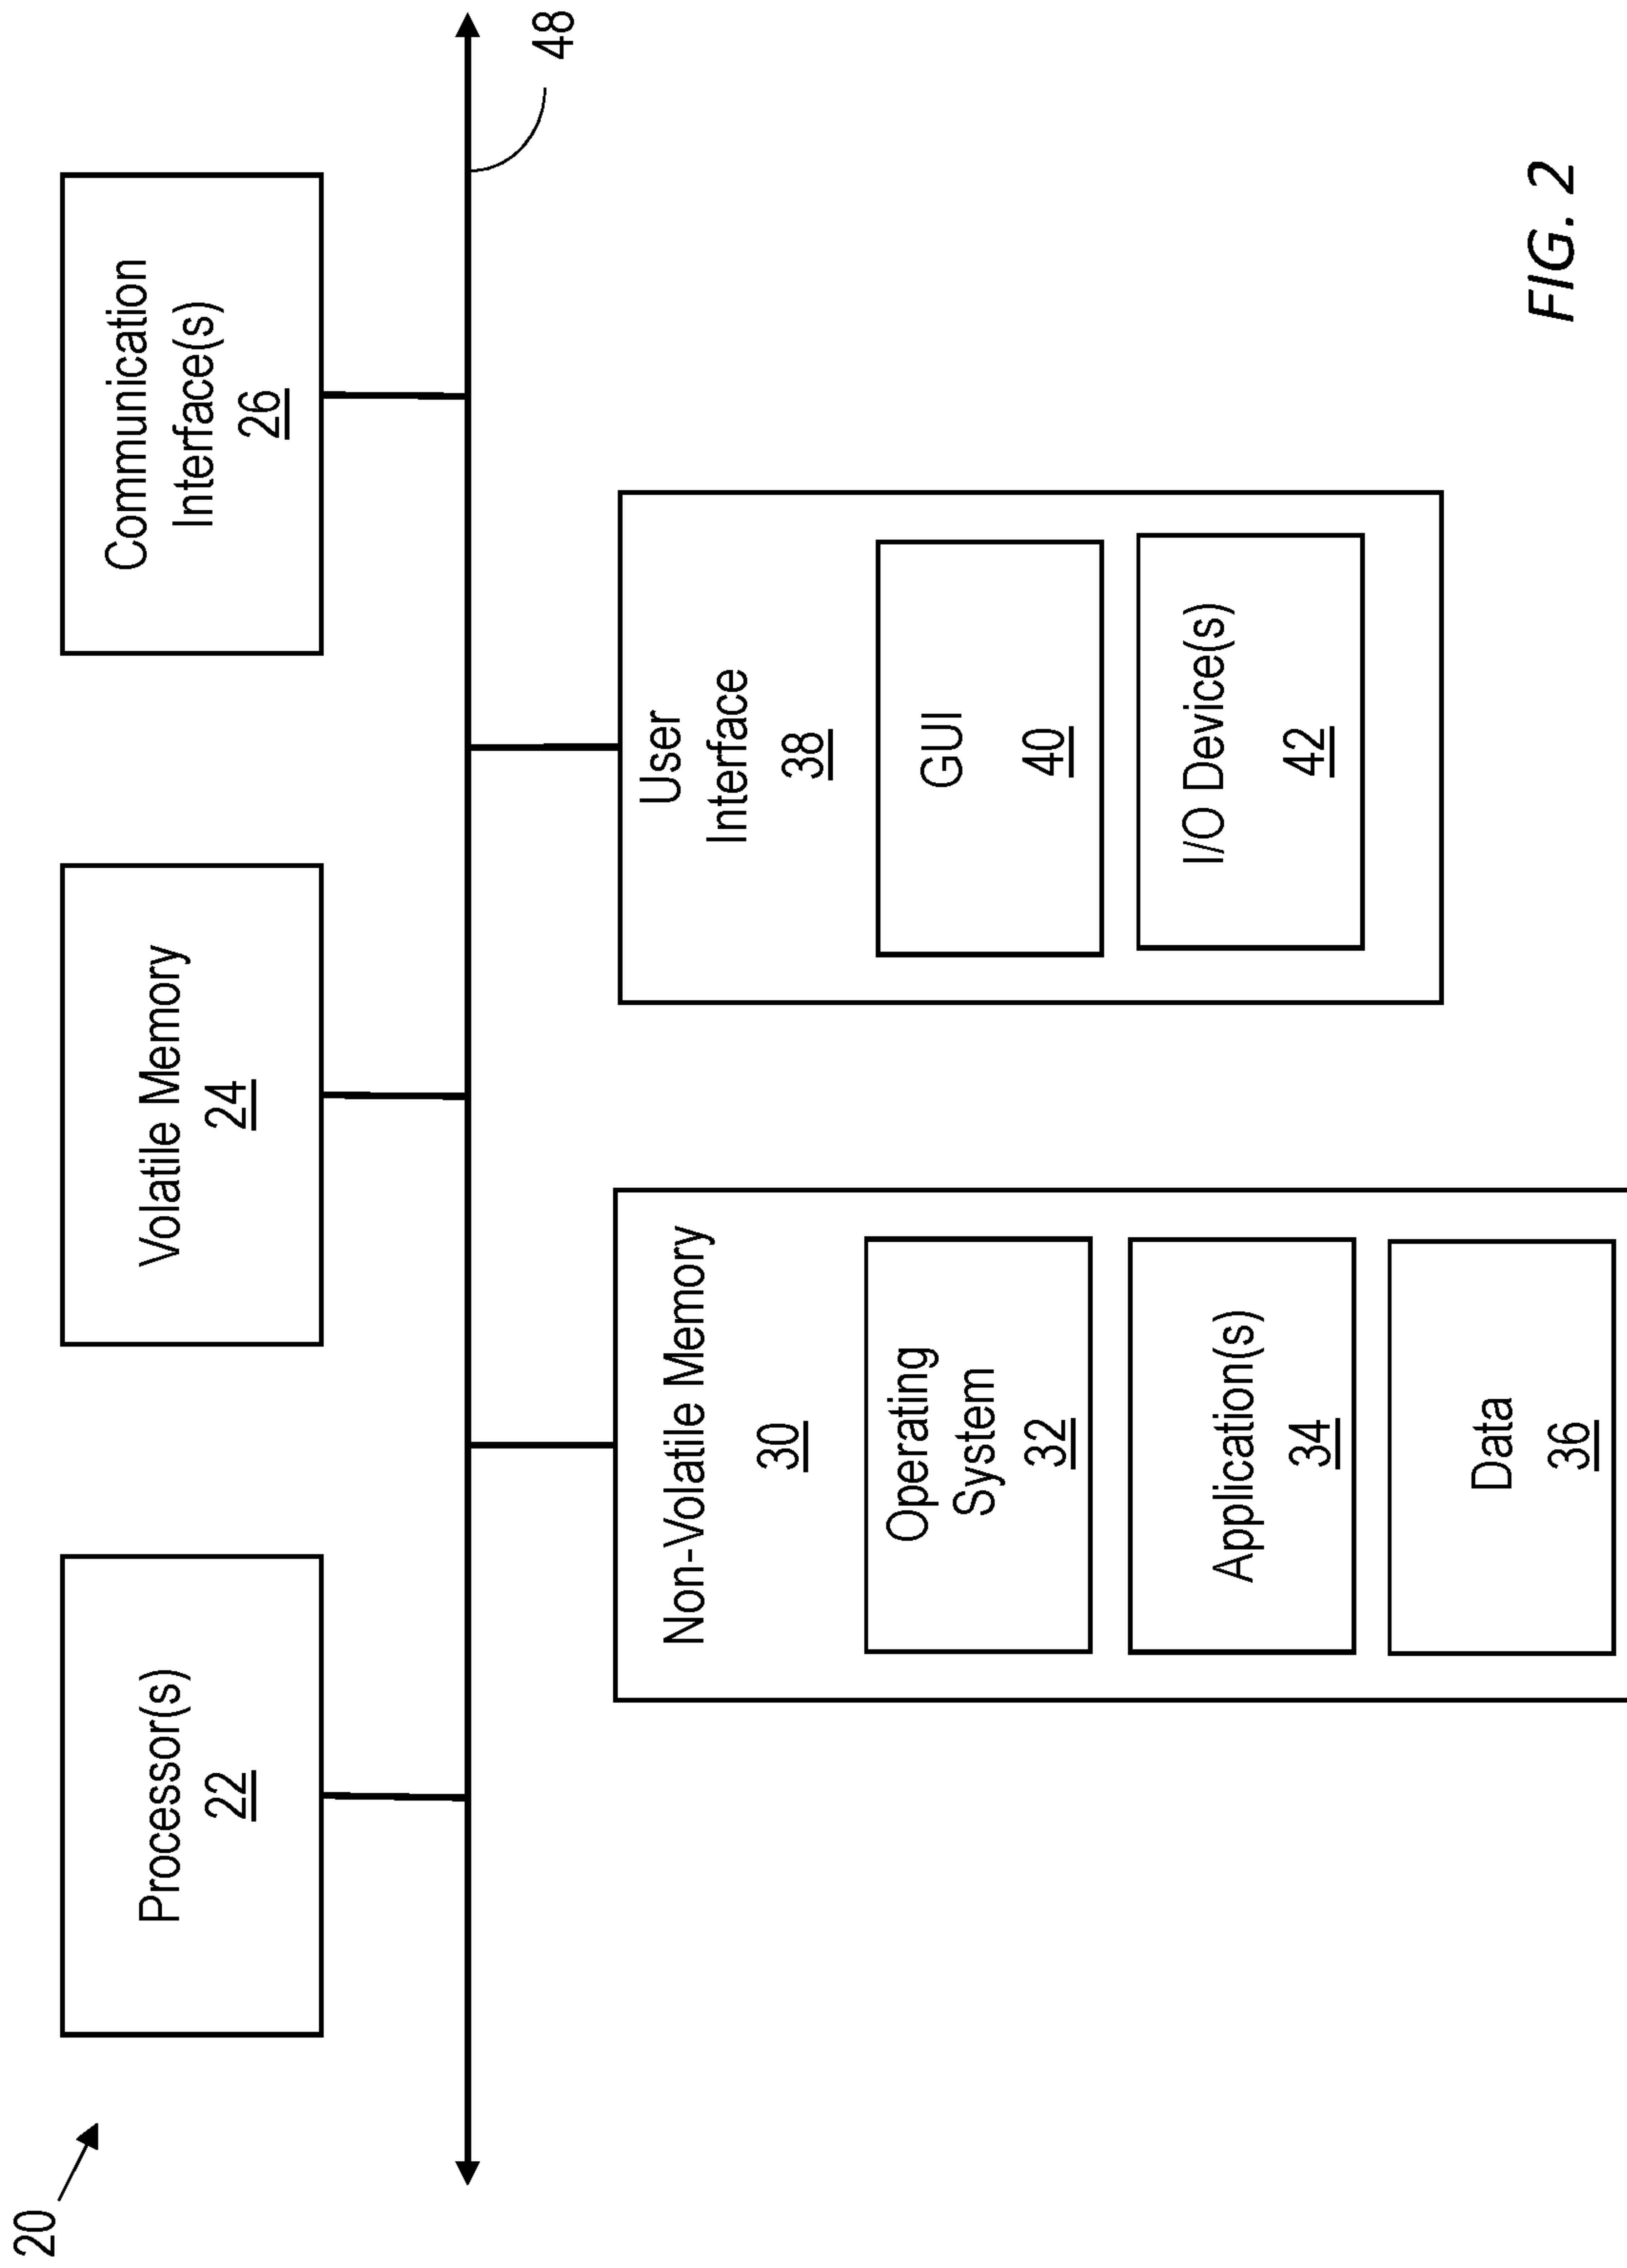 20
Processor(s)
22
Volatile Memory
24
Communication
Interface(s)
26
48
Non-Volatile Memory
30
Operating
System
32
Application(s)
34
Data
36
User
Interface
38
GUI
40
I/O Device(s)
42
FIG. 2